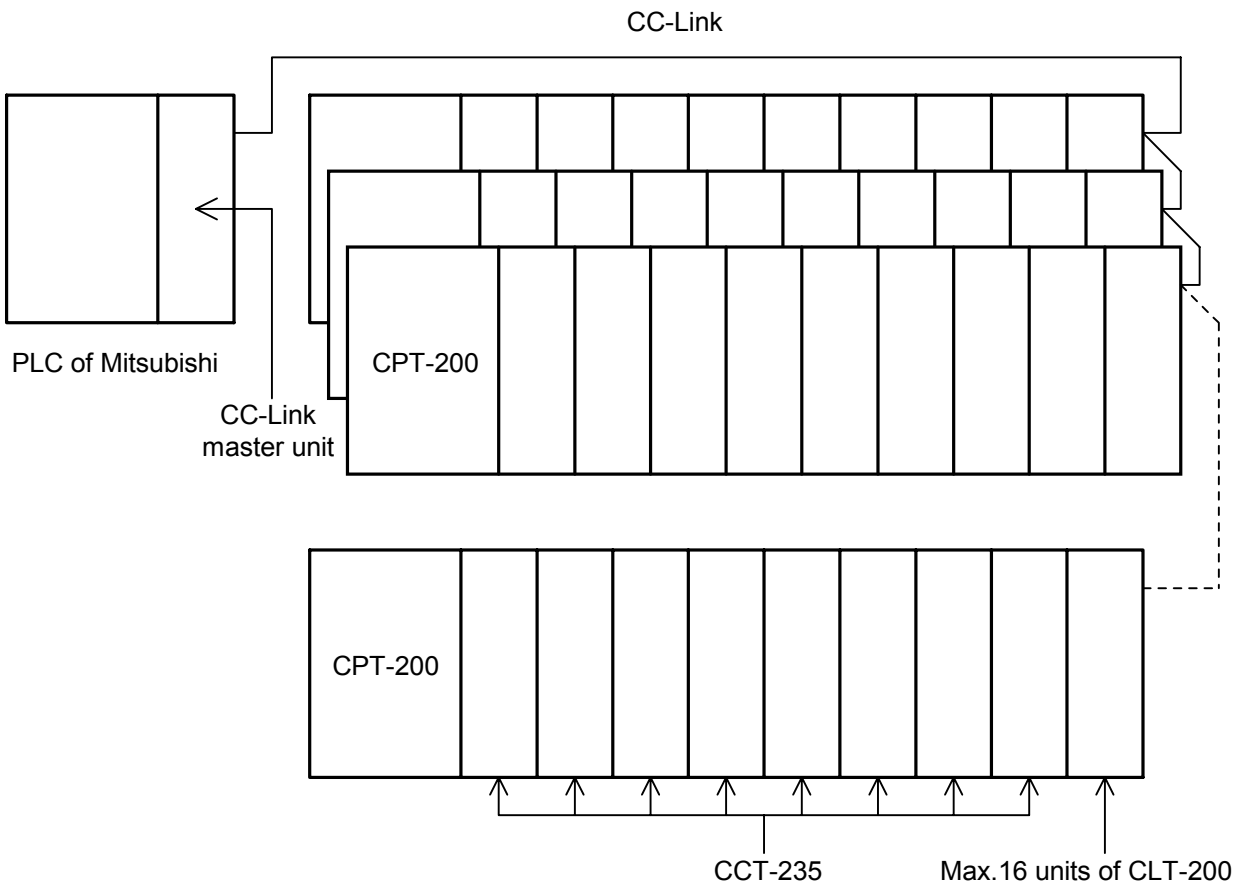 CC-Link
PLC of Mitsubishi
CPT-200
CC-Link
master unit
CPT-200
CCT-235
Max.16 units of CLT-200